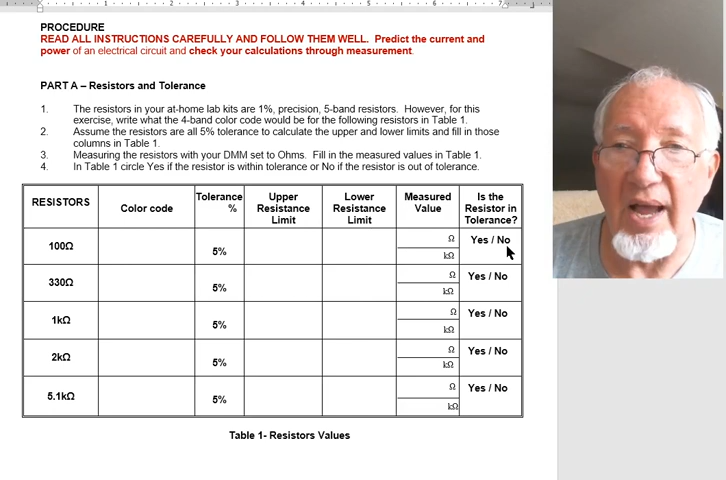 PROCEDURE
READ ALL INSTRUCTIONS CAREFULLY AND FOLLOW THEM WELL. Predict the current and
power of an electrical circuit and check your calculations through measurement.
PART A – Resistors and Tolerance
1. The resistors in your at-home lab kits are 1%, precision, 5-band resistors. However, for this
exercise, write what the 4-band color code would be for the following resistors in Table 1.
2. Assume the resistors are all 5% tolerance to calculate the upper and lower limits and fill in those
columns in Table 1.
3. Measuring the resistors with your DMM set to Ohms. Fill in the measured values in Table 1.
4. In Table 1 circle Yes if the resistor is within tolerance or No if the resistor is out of tolerance.
RESISTORS Color code Tolerance % Upper Resistance Limit Lower Resistance Limit Measured Value Is the Resistor in Tolerance?
100Ω 5% Ω kΩ Yes / No
330Ω 5% Ω kΩ Yes / No
1kΩ 5% Ω kΩ Yes / No
2kΩ 5% Ω kΩ Yes / No
5.1kΩ 5% Ω kΩ Yes / No
Table 1- Resistors Values